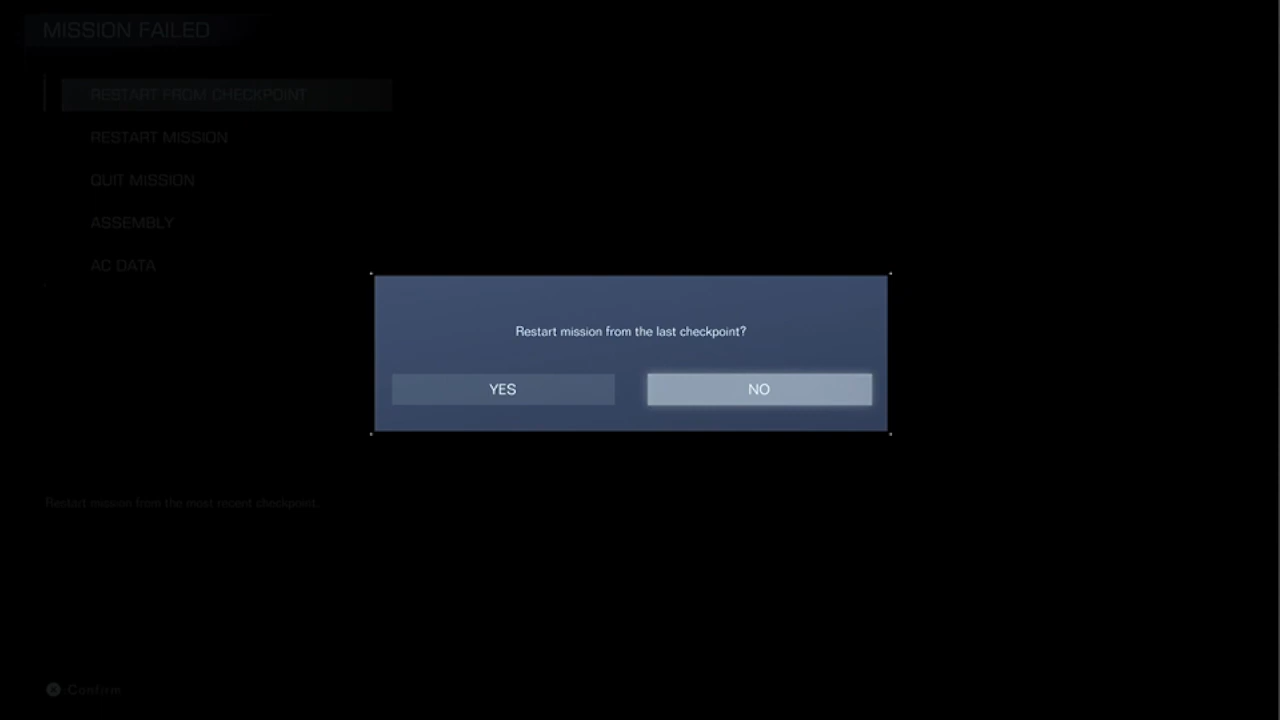 MISSION FAILED
RESTART FROM CHECKPOINT
RESTART MISSION
QUIT MISSION
ASSEMBLY
AC DATA
Restart mission from the last checkpoint?
YES NO
Restart mission from the most recent checkpoint.
Confirm